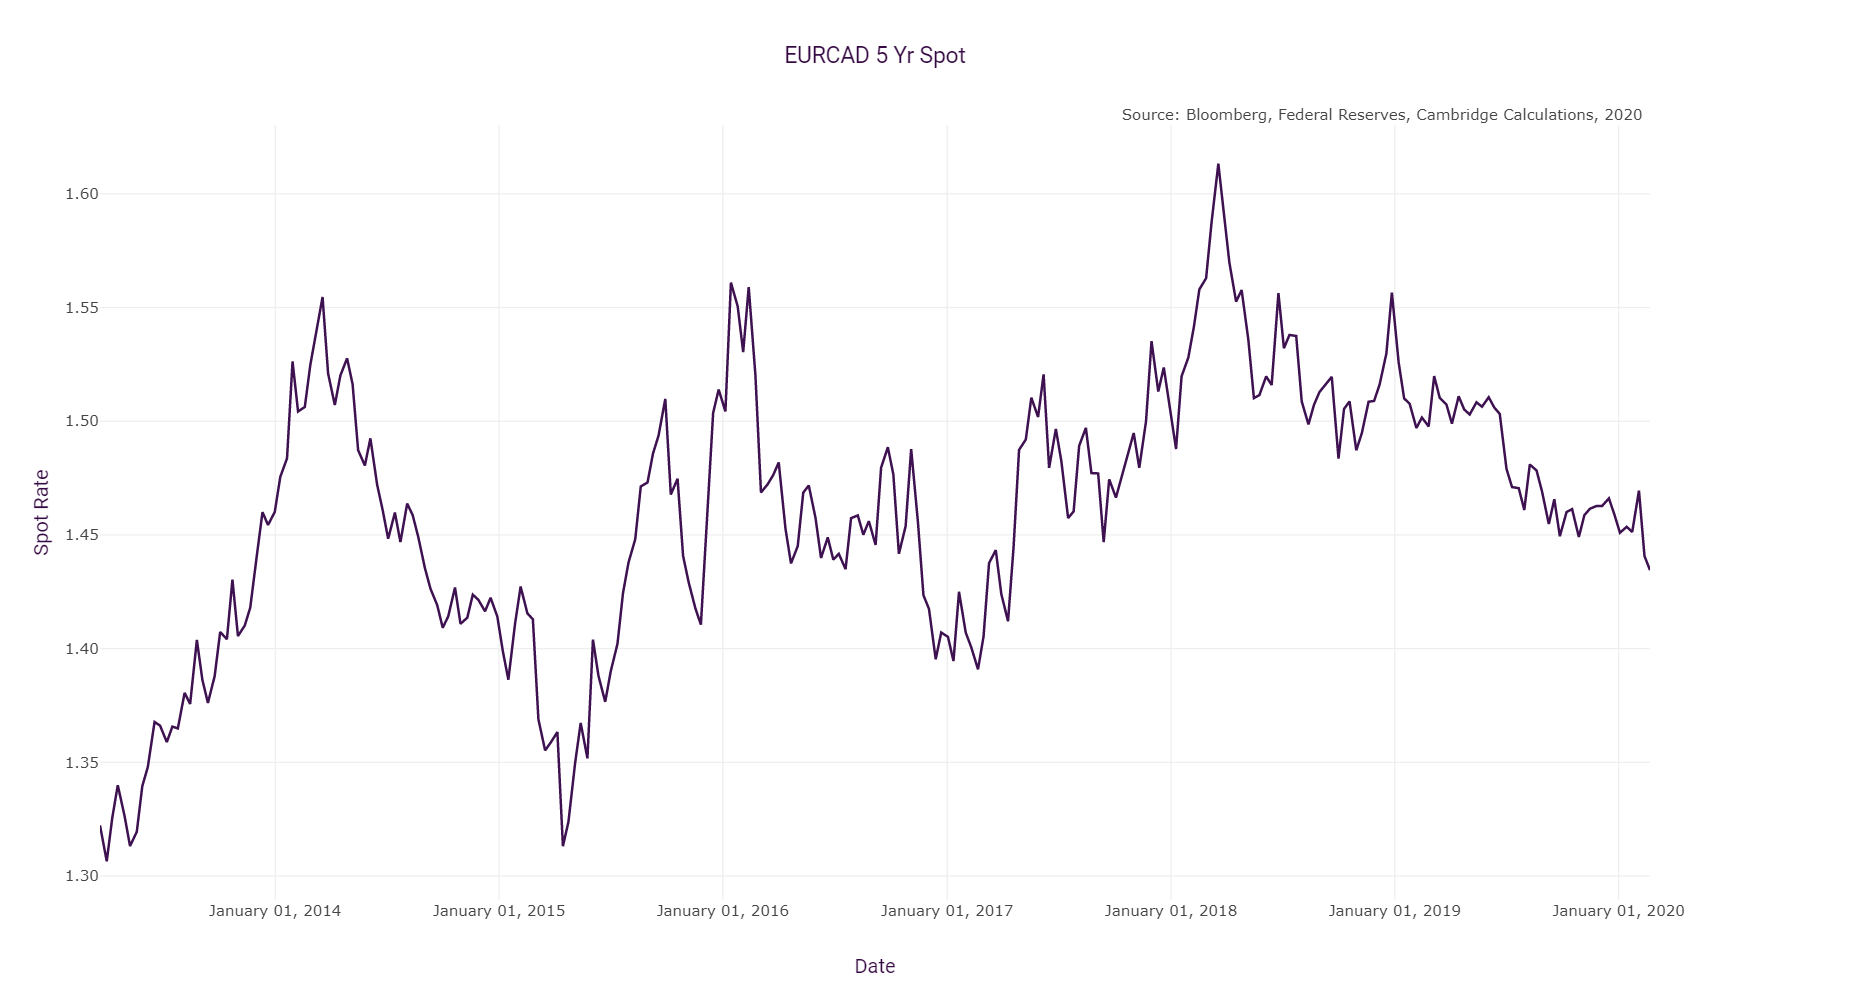 EURCAD 5 Yr Spot
Source: Bloomberg, Federal Reserves, Cambridge Calculations, 2020
1.60
1.55
1.50
1.45
1.40
1.35
1.30
Spot Rate
January 01, 2014
January 01, 2015
January 01, 2016
January 01, 2017
January 01, 2018
January 01, 2019
January 01, 2020
Date